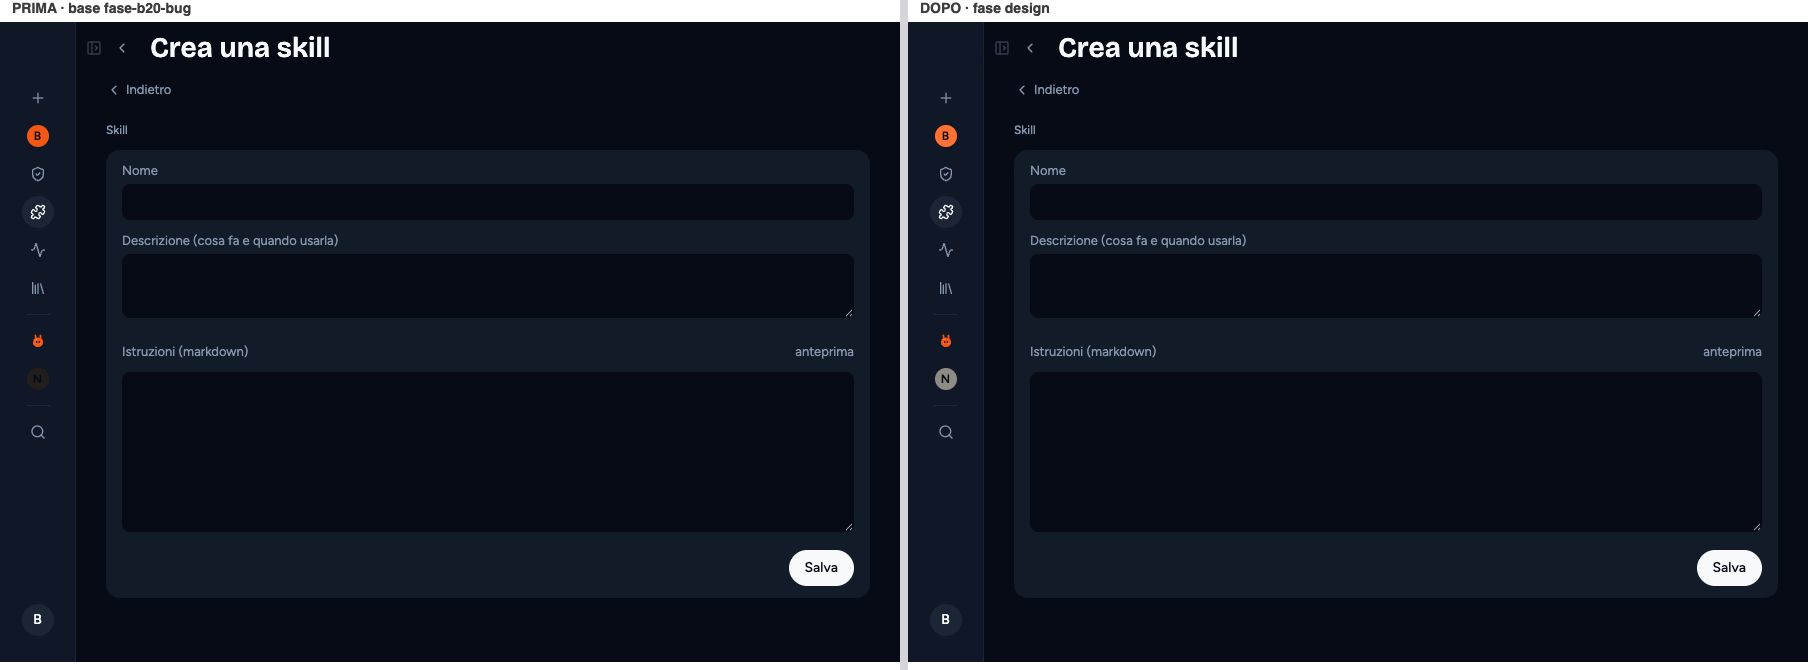 PRIMA · base fase-b20-bug
Crea una skill
Indietro
B
Skill
Nome
Descrizione (cosa fa e quando usarla)
Istruzioni (markdown)
anteprima
N
Salva
B
DOPO · fase design
Crea una skill
Indietro
B
Skill
Nome
Descrizione (cosa fa e quando usarla)
Istruzioni (markdown)
anteprima
N
Salva
B